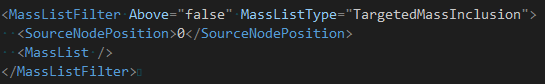 <MassListFilter Above="false" MassListType="TargetedMassInclusion">
  <SourceNodePosition>0</SourceNodePosition>
  <MassList />
</MassListFilter>